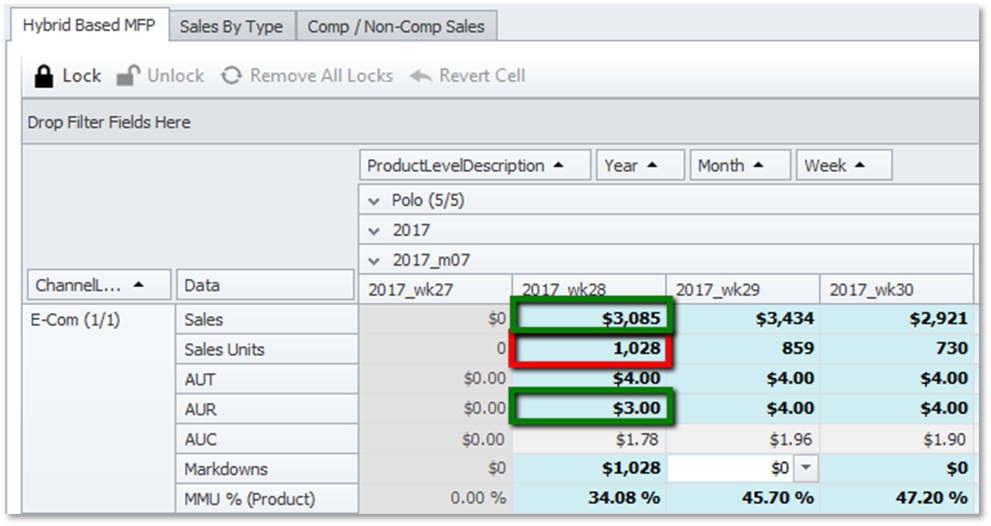 Hybrid Based MFP Sales By Type Comp / Non-Comp Sales
Lock Unlock Remove All Locks Revert Cell
Drop Filter Fields Here
ProductLevelDescription Year Month Week
Polo (5/5)
2017
2017_m07
ChannelL... Data 2017_wk27 2017_wk28 2017_wk29 2017_wk30
E-Com (1/1) Sales $0 $3,085 $3,434 $2,921
Sales Units 0 1,028 859 730
AUT $0.00 $4.00 $4.00 $4.00
AUR $0.00 $3.00 $4.00 $4.00
AUC $0.00 $1.78 $1.96 $1.90
Markdowns $0 $1,028 $0 $0
MMU % (Product) 0.00 % 34.08 % 45.70 % 47.20 %